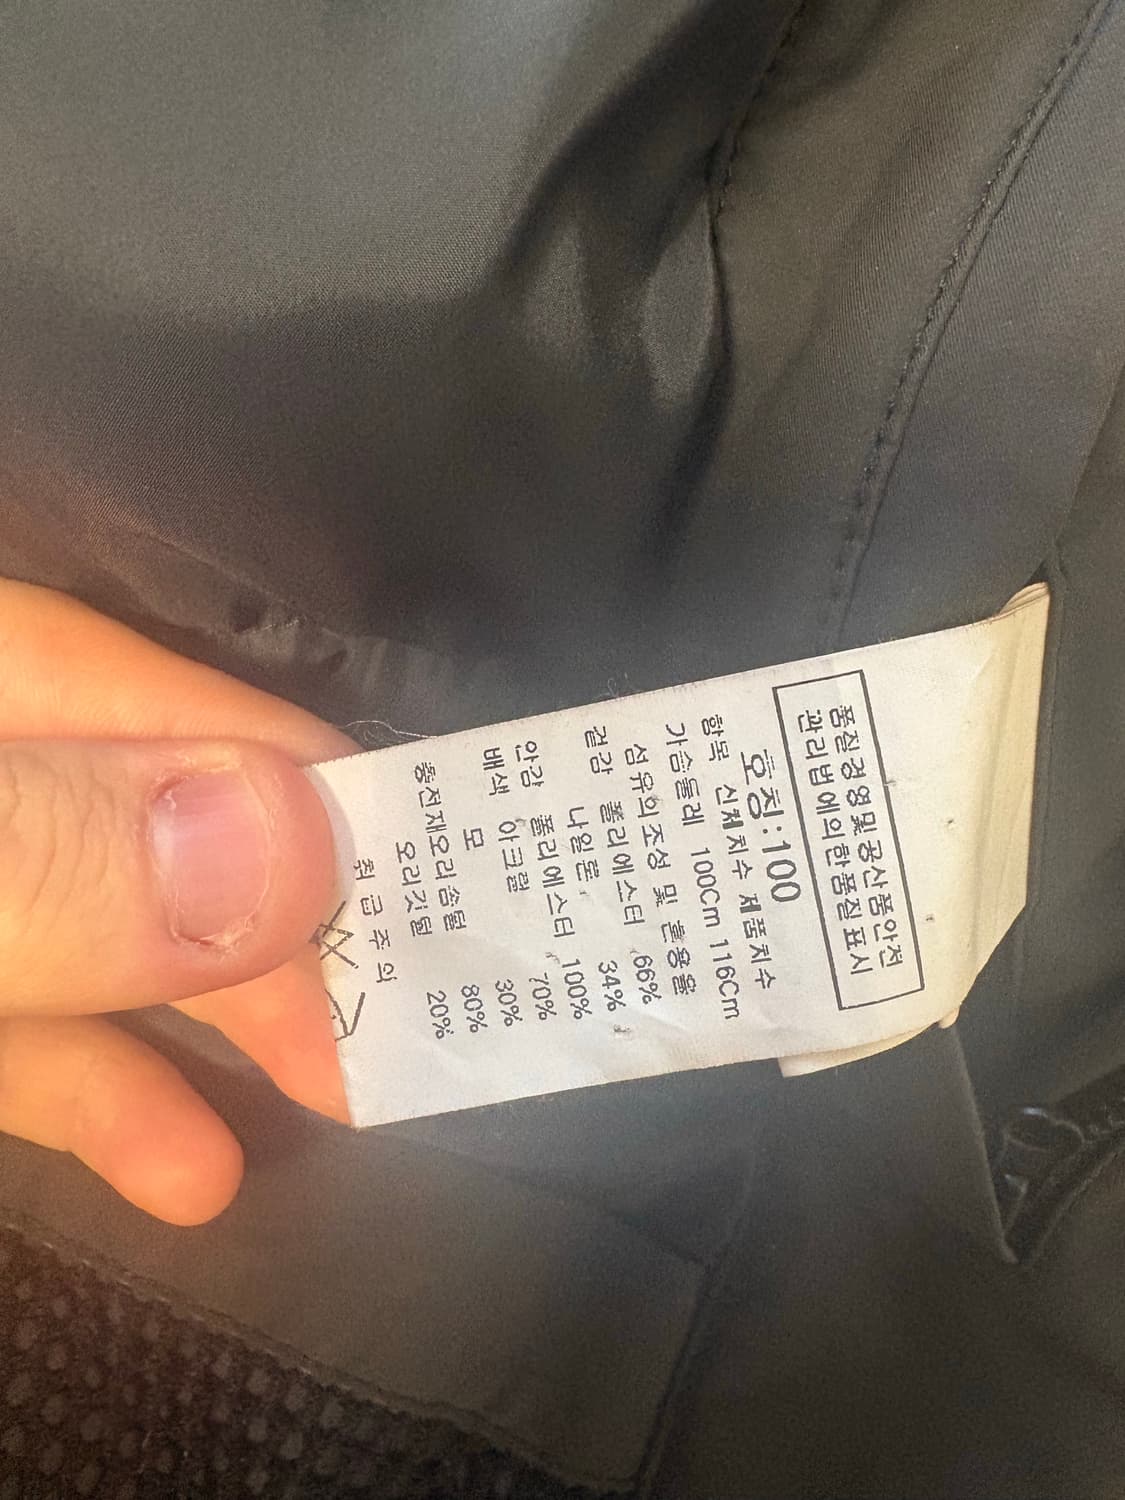 품질경영및공산품안전
관리법에의한품질표시
호칭:100
항목 신체치수 제품치수
가슴둘레 100Cm 116Cm
섬유의조성 및 혼용율
겉감 폴리에스터 66%
나일론 34%
안감 폴리에스터 100%
배색 아크릴 70%
모 30%
충전재오리솜털 80%
오리깃털 20%
취급주의